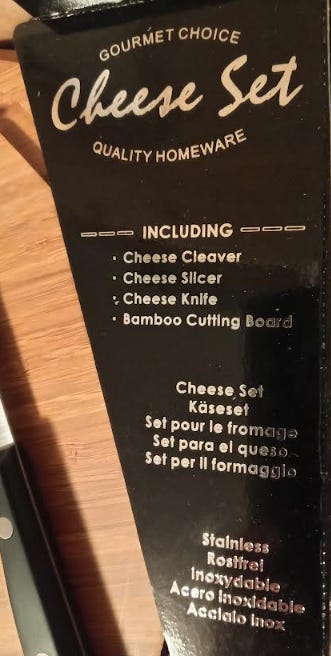 GOURMET CHOICE
Cheese Set
QUALITY HOMEWARE
INCLUDING
· Cheese Cleaver
· Cheese Slicer
· Cheese Knife
· Bamboo Cutting Board
Cheese Set
Käseset
Set pour le fromage
Set para el queso
Set per il formaggio
Stainless
Rostfrei
Inoxydable
Acero inoxidable
Acciaio inox